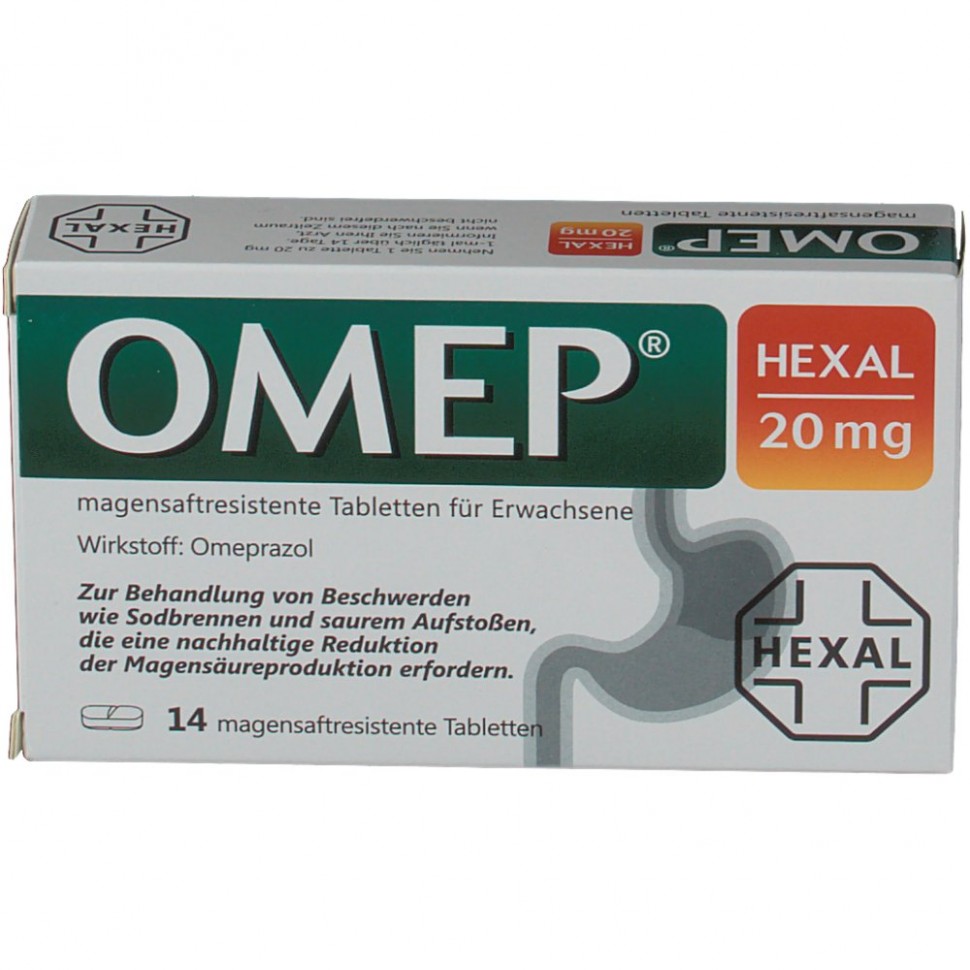 HEXAL
Nehmen Sie 1 Tablette zu 20 mg
1-mal täglich über 14 Tage.
Informieren Sie Ihren Arzt,
wenn Sie nach diesem Zeitraum
nicht beschwerdefrei sind.
HEXAL
20 mg
OMEP®
magensaftresistente Tabletten
OMEP®
HEXAL
20 mg
magensaftresistente Tabletten für Erwachsene
Wirkstoff: Omeprazol
Zur Behandlung von Beschwerden
wie Sodbrennen und saurem Aufstoßen,
die eine nachhaltige Reduktion
der Magensäureproduktion erfordern.
14 magensaftresistente Tabletten
HEXAL